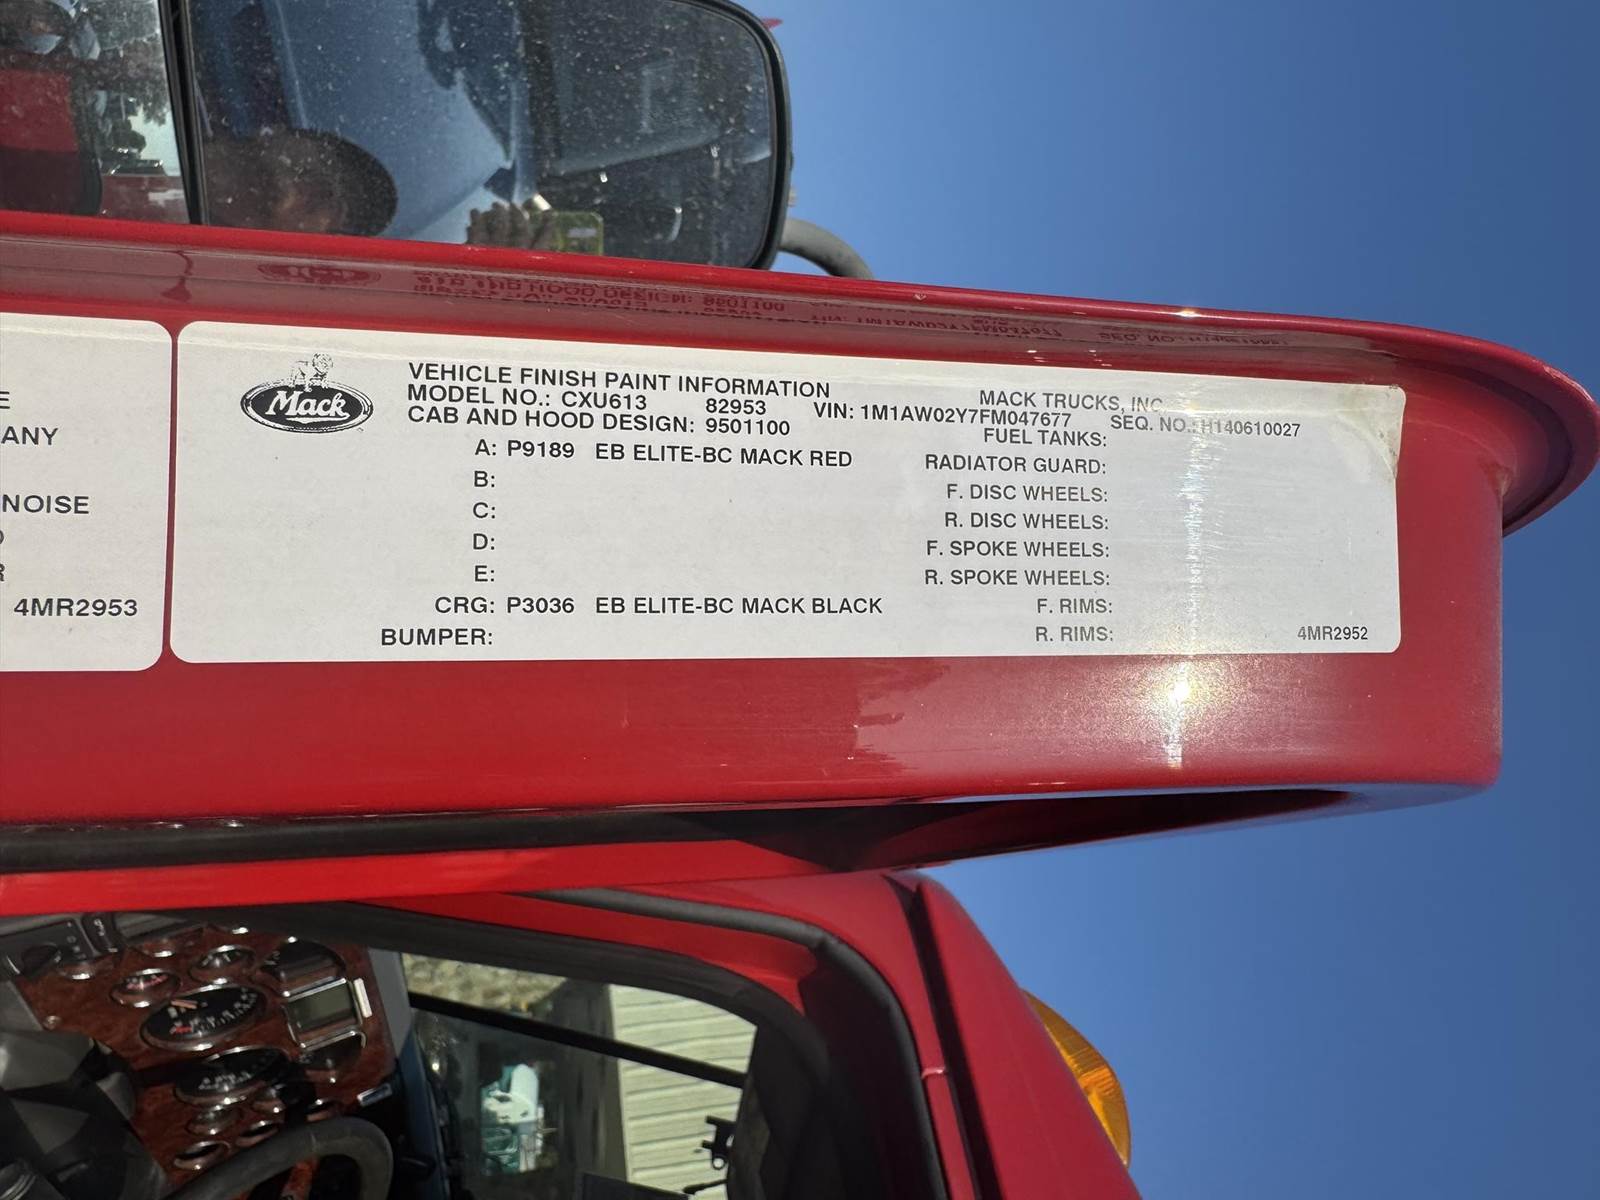 E
ANY
NOISE
4MR2953
Mack
VEHICLE FINISH PAINT INFORMATION
MACK TRUCKS, INC.
MODEL NO.: CXU613 82953 VIN: 1M1AW02Y7FM047677 SEQ. NO.: H140610027
CAB AND HOOD DESIGN: 9501100
FUEL TANKS:
A: P9189 EB ELITE-BC MACK RED
RADIATOR GUARD:
B:
F. DISC WHEELS:
C:
R. DISC WHEELS:
D:
F. SPOKE WHEELS:
E:
R. SPOKE WHEELS:
CRG: P3036 EB ELITE-BC MACK BLACK
F. RIMS:
BUMPER:
R. RIMS:
4MR2952